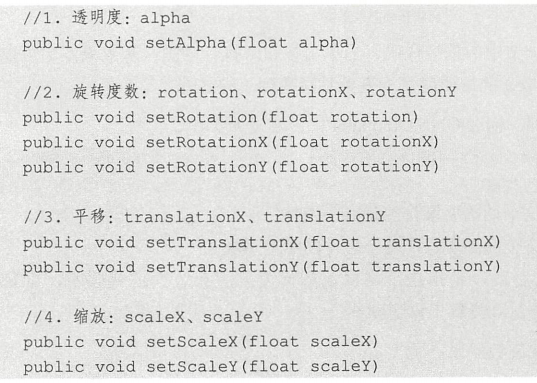 //1. 透明度: alpha
public void setAlpha(float alpha)
//2. 旋转度数: rotation、rotationX、rotationY
public void setRotation(float rotation)
public void setRotationX(float rotationX)
public void setRotationY(float rotationY)
//3. 平移: translationX、translationY
public void setTranslationX(float translationX)
public void setTranslationY(float translationY)
//4. 缩放: scaleX、scaleY
public void setScaleX(float scaleX)
public void setScaleY(float scaleY)